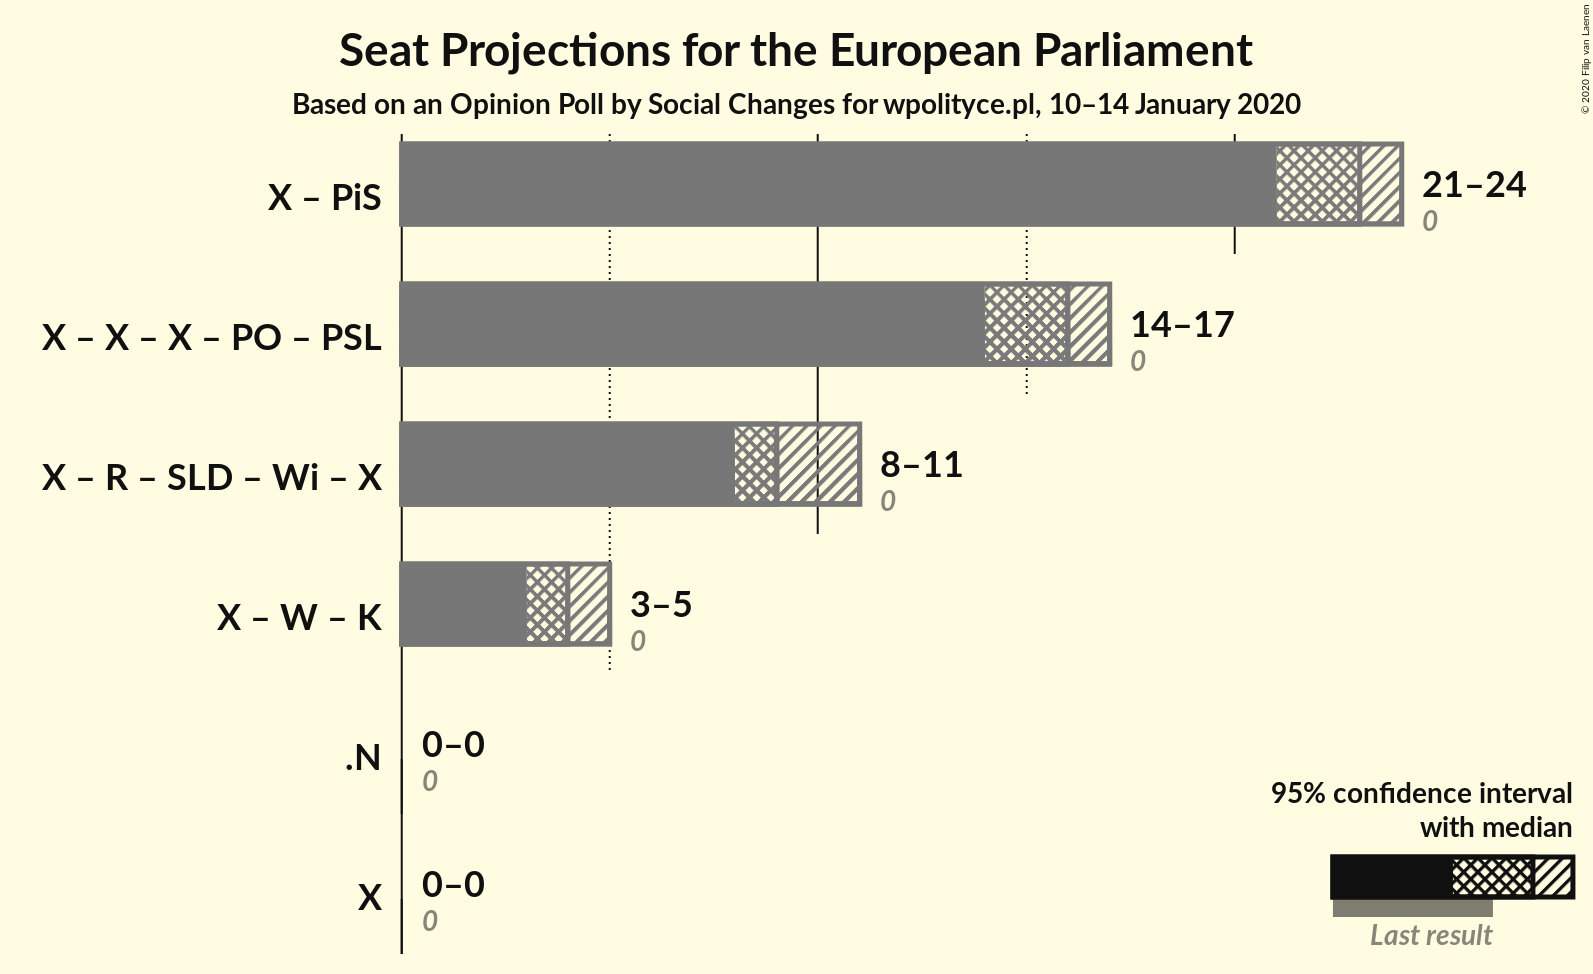 Seat Projections for the European Parliament
Based on an Opinion Poll by Social Changes for wpolityce.pl, 10–14 January 2020
© 2020 Filip van Laenen
X – PiS
21–24
0
X – X – X – PO – PSL
14–17
0
X – R – SLD – Wi – X
8–11
0
X – W – K
3–5
0
.N
0–0
0
X
0–0
0
95% confidence interval
with median
Last result